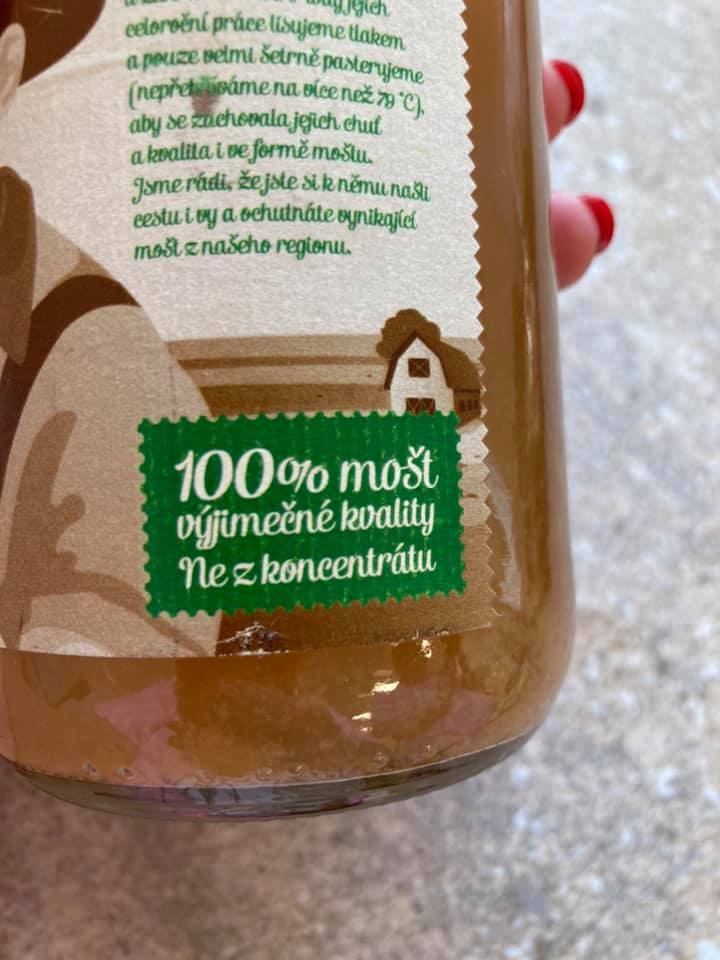 jejich
celoroční práce lisujeme tlakem
a pouze velmi šetrně pasterujeme
(nepřehříváme na více než 79 °C),
aby se zachovala jejich chuť
a kvalita i ve formě moštu.
Jsme rádi, že jste si k němu našli
cestu i vy a ochutnáte vynikající
mošt z našeho regionu.
100% mošt
výjimečné kvality
Ne z koncentrátu